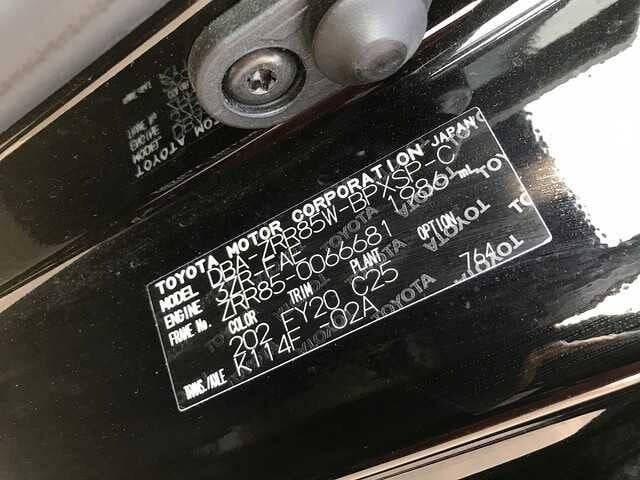 TOYOTA MOTOR CORPORATION JAPAN
MODEL DBA-ZRR85W-BPXSP-C
ENGINE 3ZR-FAE 1986 mL
FRAME No. ZRR85-0066681
COLOR TRIM PLANT OPTION
202 FY20 C25 764
TRANS./AXLE K114F 02A